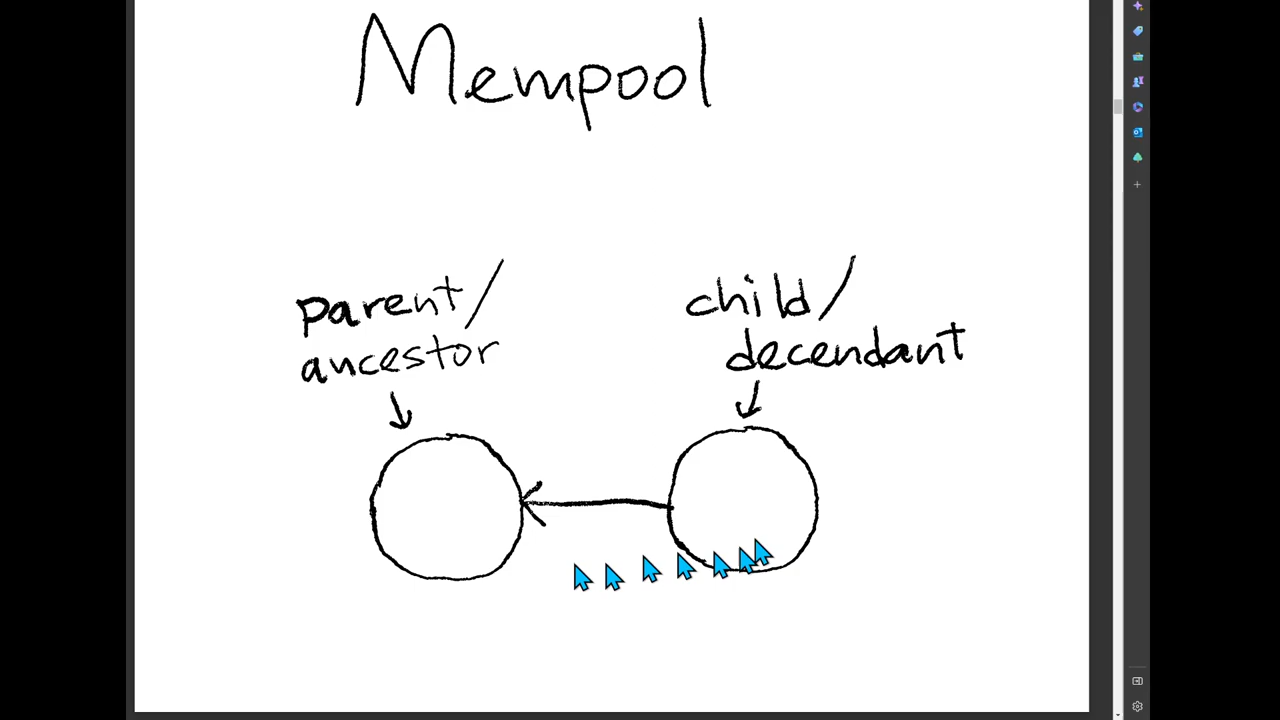 Mempool
parent/
ancestor
child/
decendant